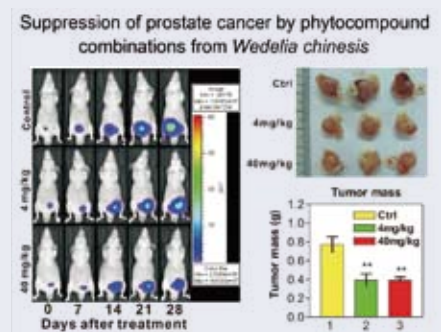 Suppression of prostate cancer by phytocompound
combinations from Wedelia chinesis
Control
4 mg/kg
40 mg/kg
0 7 14 21 28
Days after treatment
Ctrl
4mg/kg
40mg/kg
Tumor mass
Tumor mass (g)
1.2
1.0
0.8
0.6
0.4
0.2
0.0
Ctrl
4mg/kg
40mg/kg
** **
1 2 3